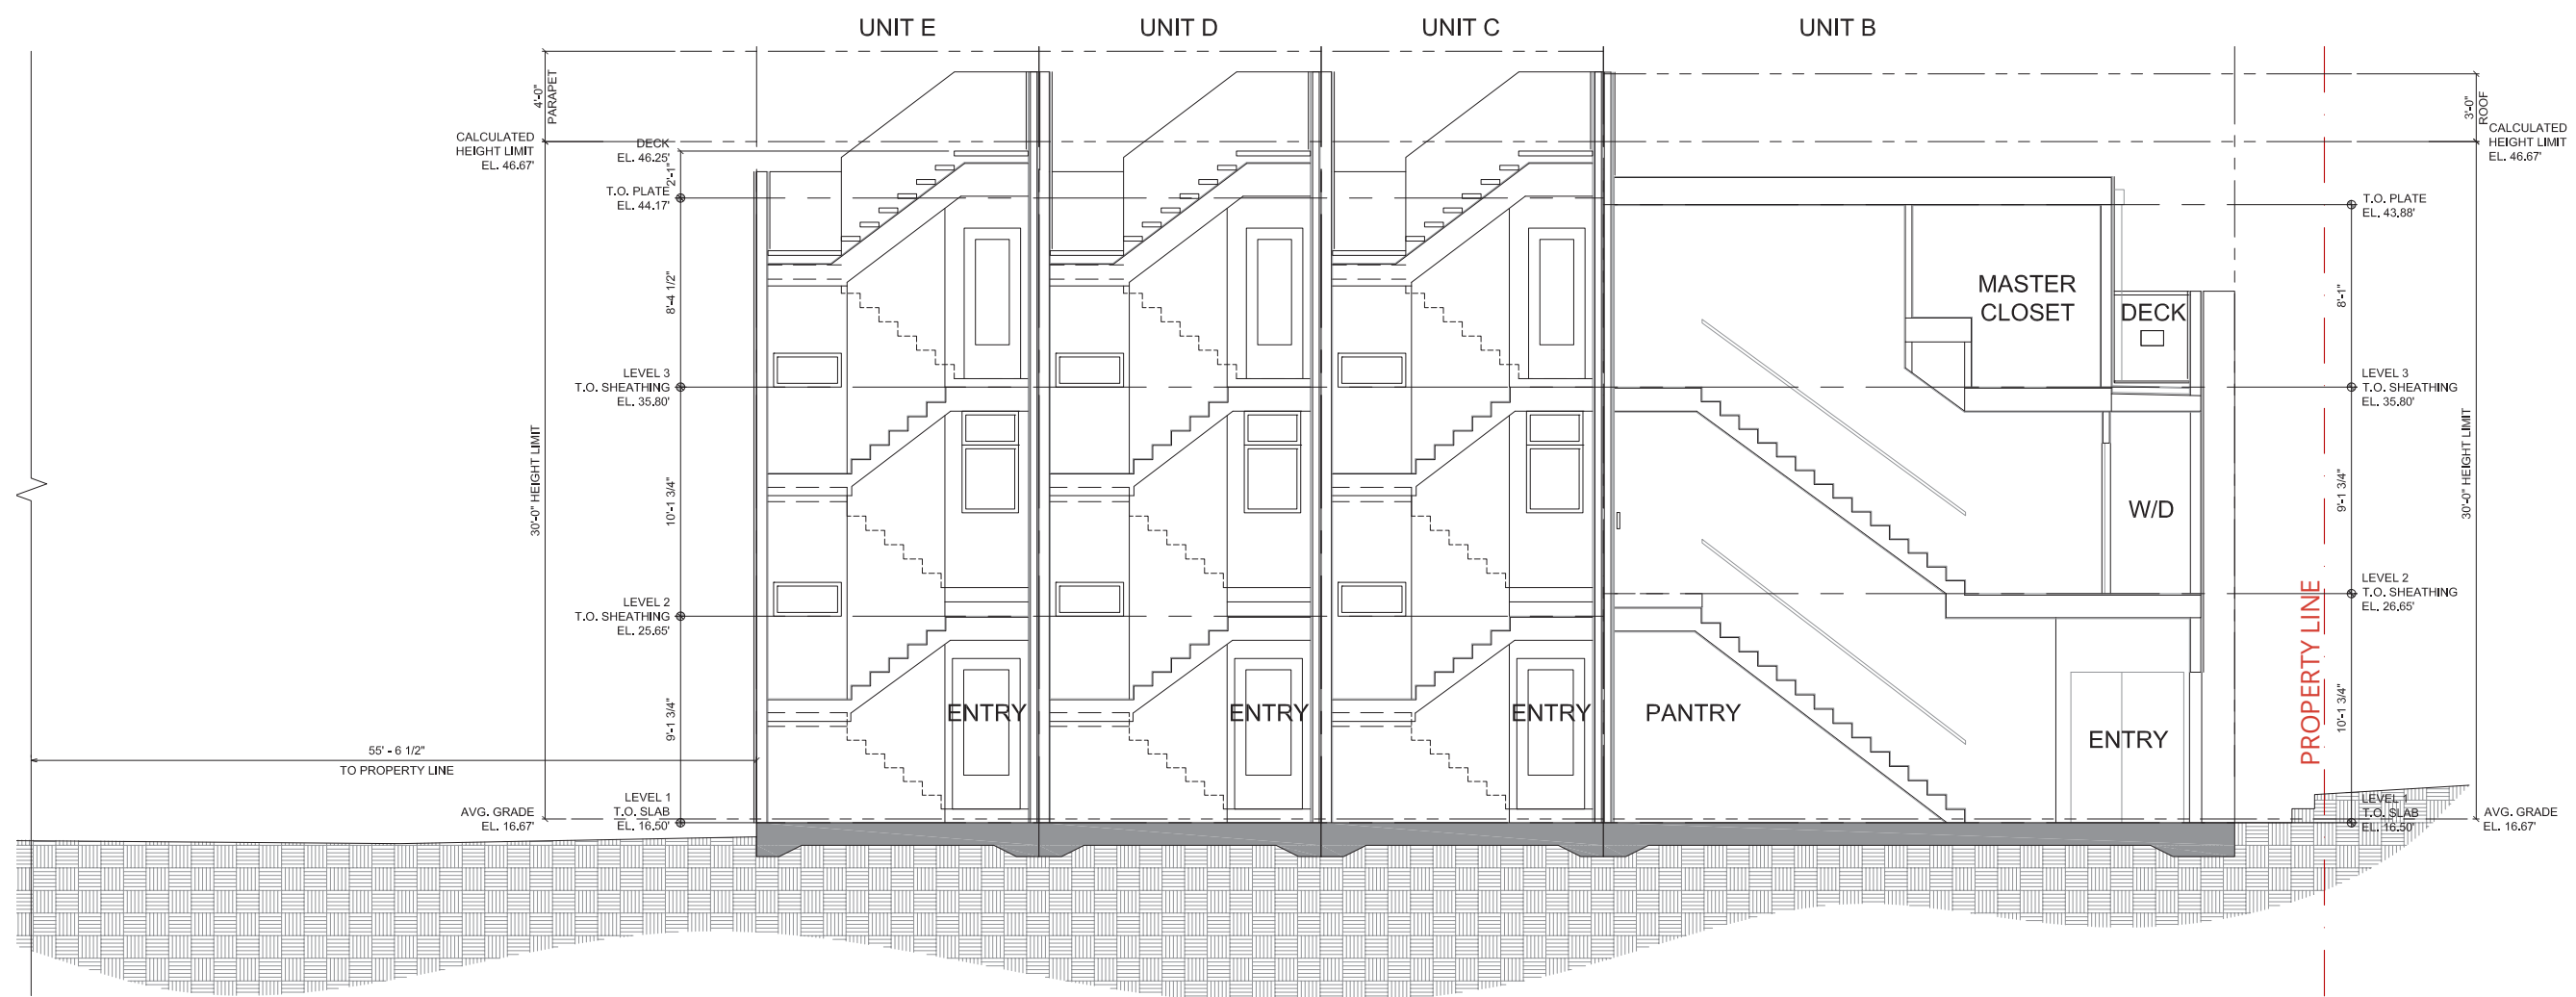 UNIT E
UNIT D
UNIT C
UNIT B
4'-0"
PARAPET
CALCULATED
HEIGHT LIMIT
EL. 46.67'
DECK
EL. 46.25'
2'-1"
T.O. PLATE
EL. 44.17'
8'-4 1/2"
LEVEL 3
T.O. SHEATHING
EL. 35.80'
30'-0" HEIGHT LIMIT
10'-1 3/4"
LEVEL 2
T.O. SHEATHING
EL. 25.65'
9'-1 3/4"
55' - 6 1/2"
TO PROPERTY LINE
AVG. GRADE
EL. 16.67'
LEVEL 1
T.O. SLAB
EL. 16.50'
ENTRY
ENTRY
ENTRY
PANTRY
ENTRY
MASTER
CLOSET
DECK
W/D
PROPERTY LINE
3'-0"
ROOF
CALCULATED
HEIGHT LIMIT
EL. 46.67'
T.O. PLATE
EL. 43.88'
8'-1"
LEVEL 3
T.O. SHEATHING
EL. 35.80'
9'-1 3/4"
30'-0" HEIGHT LIMIT
LEVEL 2
T.O. SHEATHING
EL. 26.65'
10'-1 3/4"
LEVEL 1
T.O. SLAB
EL. 16.50'
AVG. GRADE
EL. 16.67'